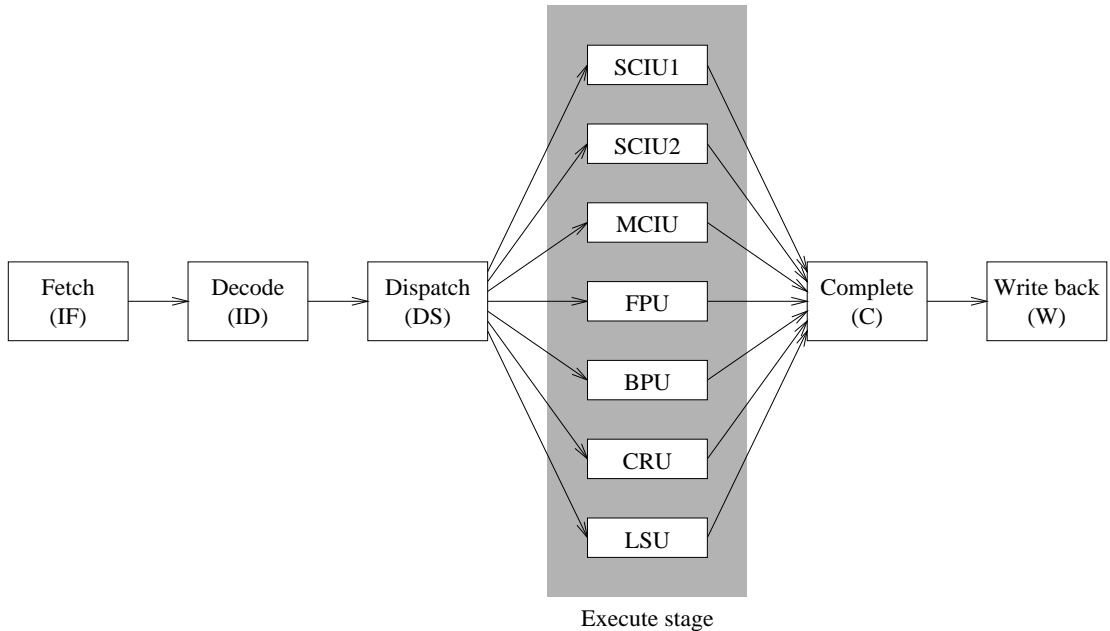 Fetch
(IF)
Decode
(ID)
Dispatch
(DS)
SCIU1
SCIU2
MCIU
FPU
BPU
CRU
LSU
Execute stage
Complete
(C)
Write back
(W)